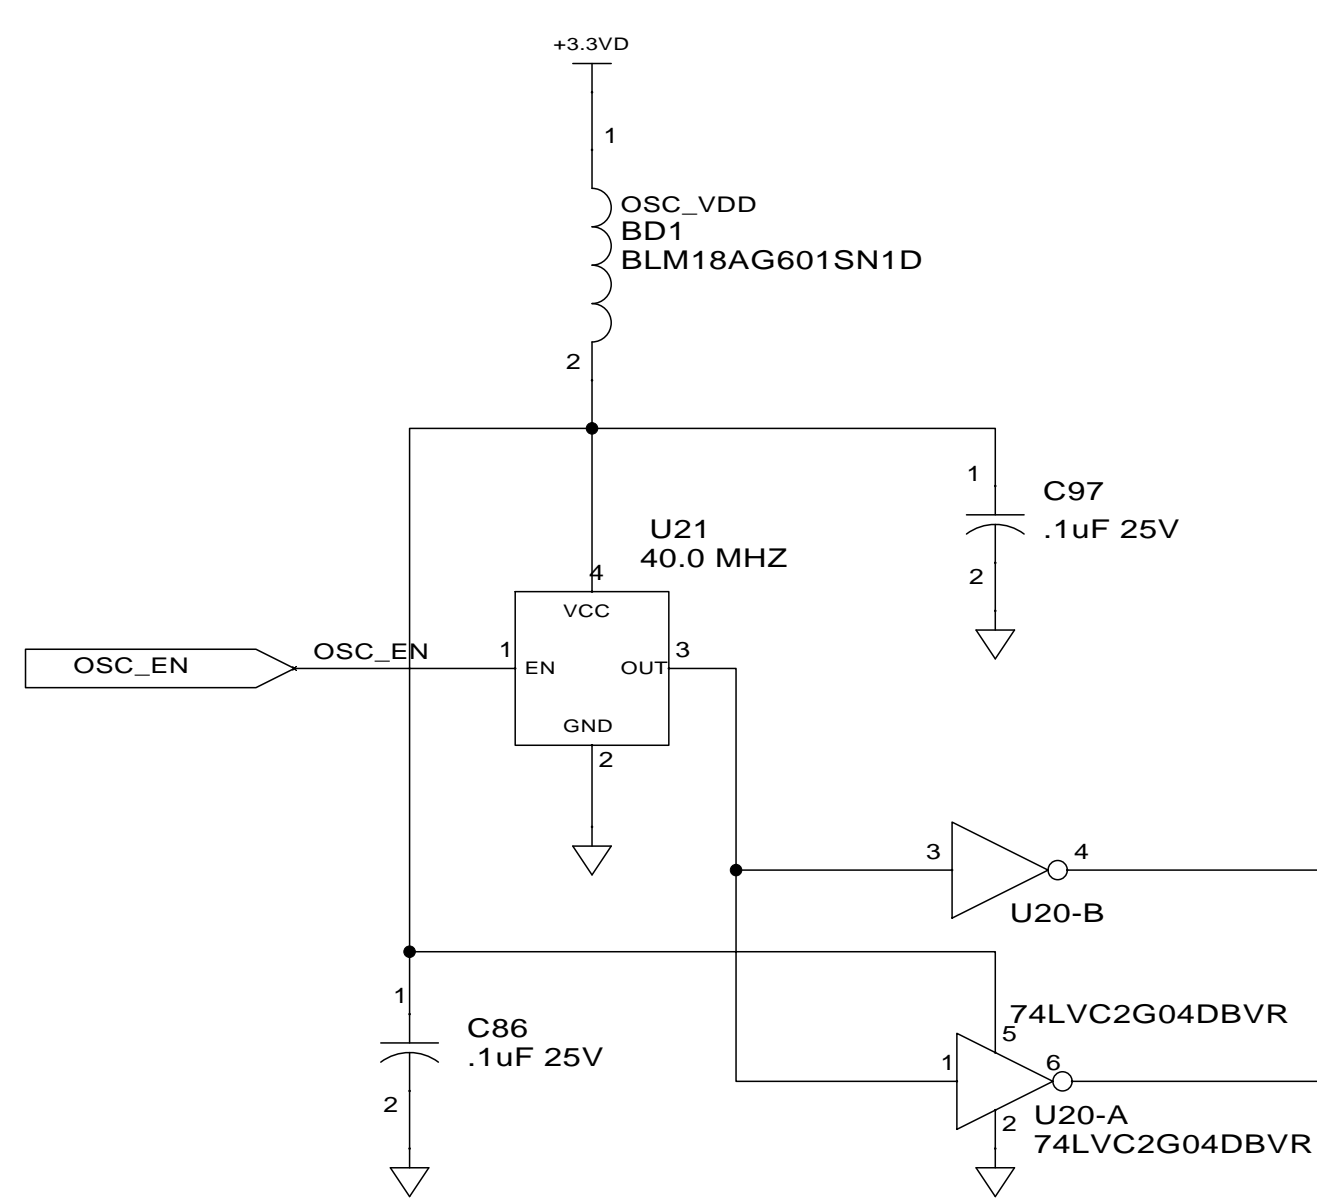 +3.3VD
1
OSC_VDD
BD1
BLM18AG601SN1D
2
1
C97
.1uF 25V
2
U21
40.0 MHZ
4
VCC
OSC_EN
OSC_EN
1
EN
OUT
3
GND
2
3
4
U20-B
1
C86
.1uF 25V
2
74LVC2G04DBVR
5
1
6
2
U20-A
74LVC2G04DBVR